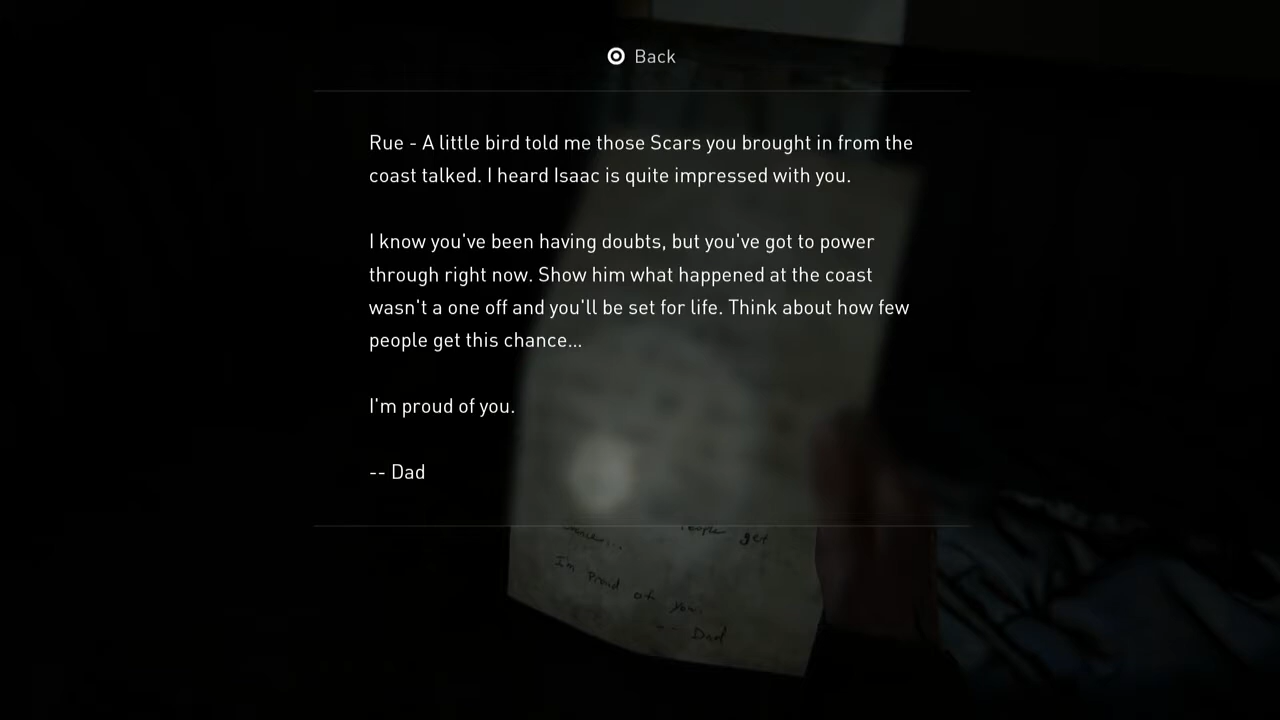 Back
Rue - A little bird told me those Scars you brought in from the
coast talked. I heard Isaac is quite impressed with you.
I know you've been having doubts, but you've got to power
through right now. Show him what happened at the coast
wasn't a one off and you'll be set for life. Think about how few
people get this chance...
I'm proud of you.
-- Dad
people get
I'm proud of you.
-- Dad